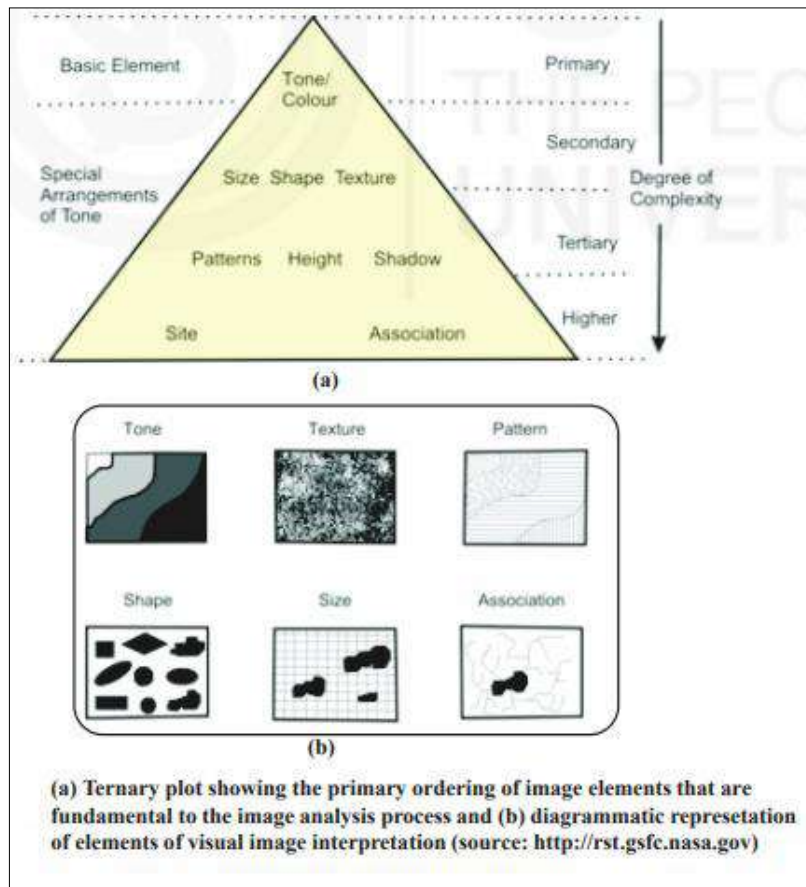 THE PEO
UNIVER
Basic Element
Tone/
Colour
Primary
Secondary
Special
Arrangements
of Tone
Size Shape Texture
Degree of
Complexity
Patterns Height Shadow
Tertiary
Site Association
Higher
(a)
Tone Texture Pattern
Shape Size Association
(b)
(a) Ternary plot showing the primary ordering of image elements that are
fundamental to the image analysis process and (b) diagrammatic represetation
of elements of visual image interpretation (source: http://rst.gsfc.nasa.gov)